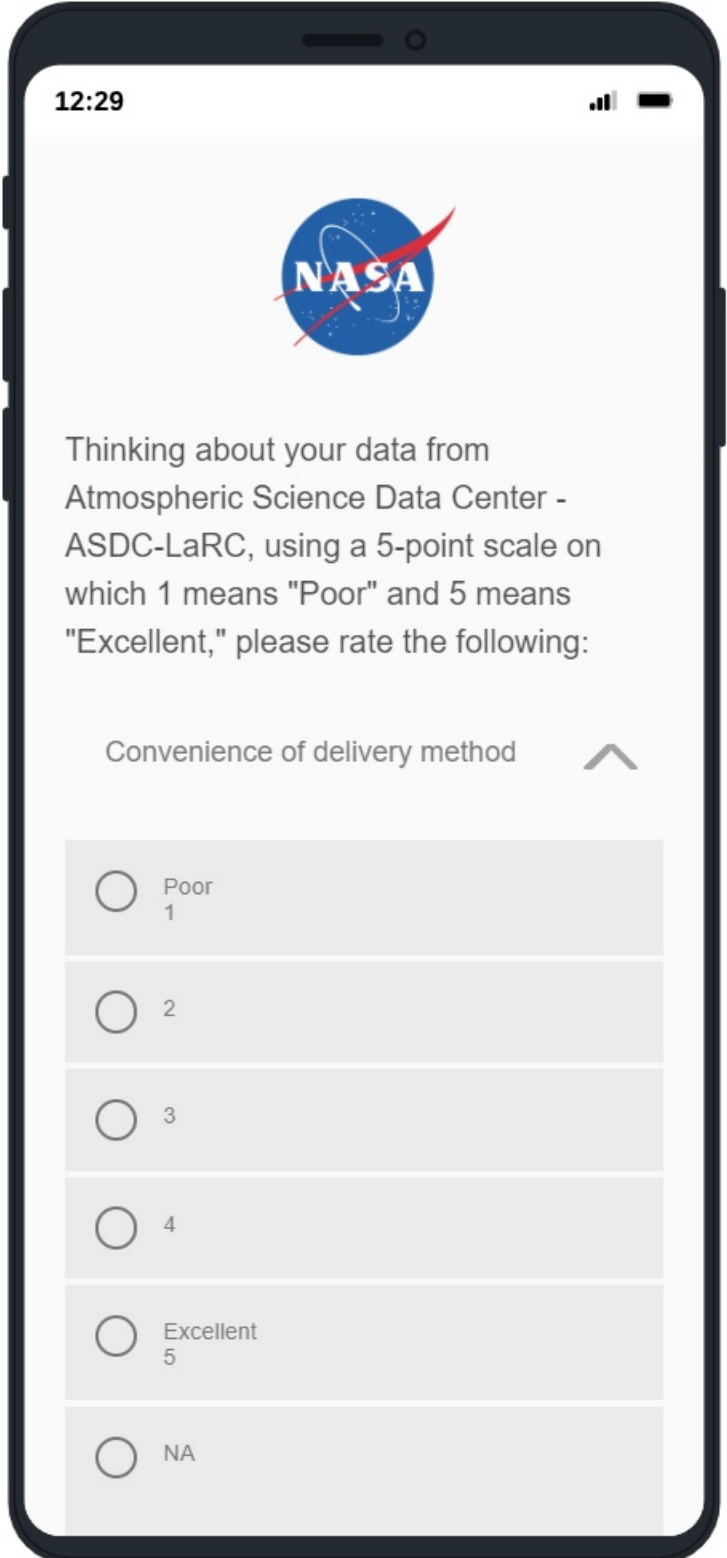 12:29
NASA
Thinking about your data from
Atmospheric Science Data Center -
ASDC-LaRC, using a 5-point scale on
which 1 means "Poor" and 5 means
"Excellent," please rate the following:
Convenience of delivery method
Poor
1
2
3
4
Excellent
5
NA